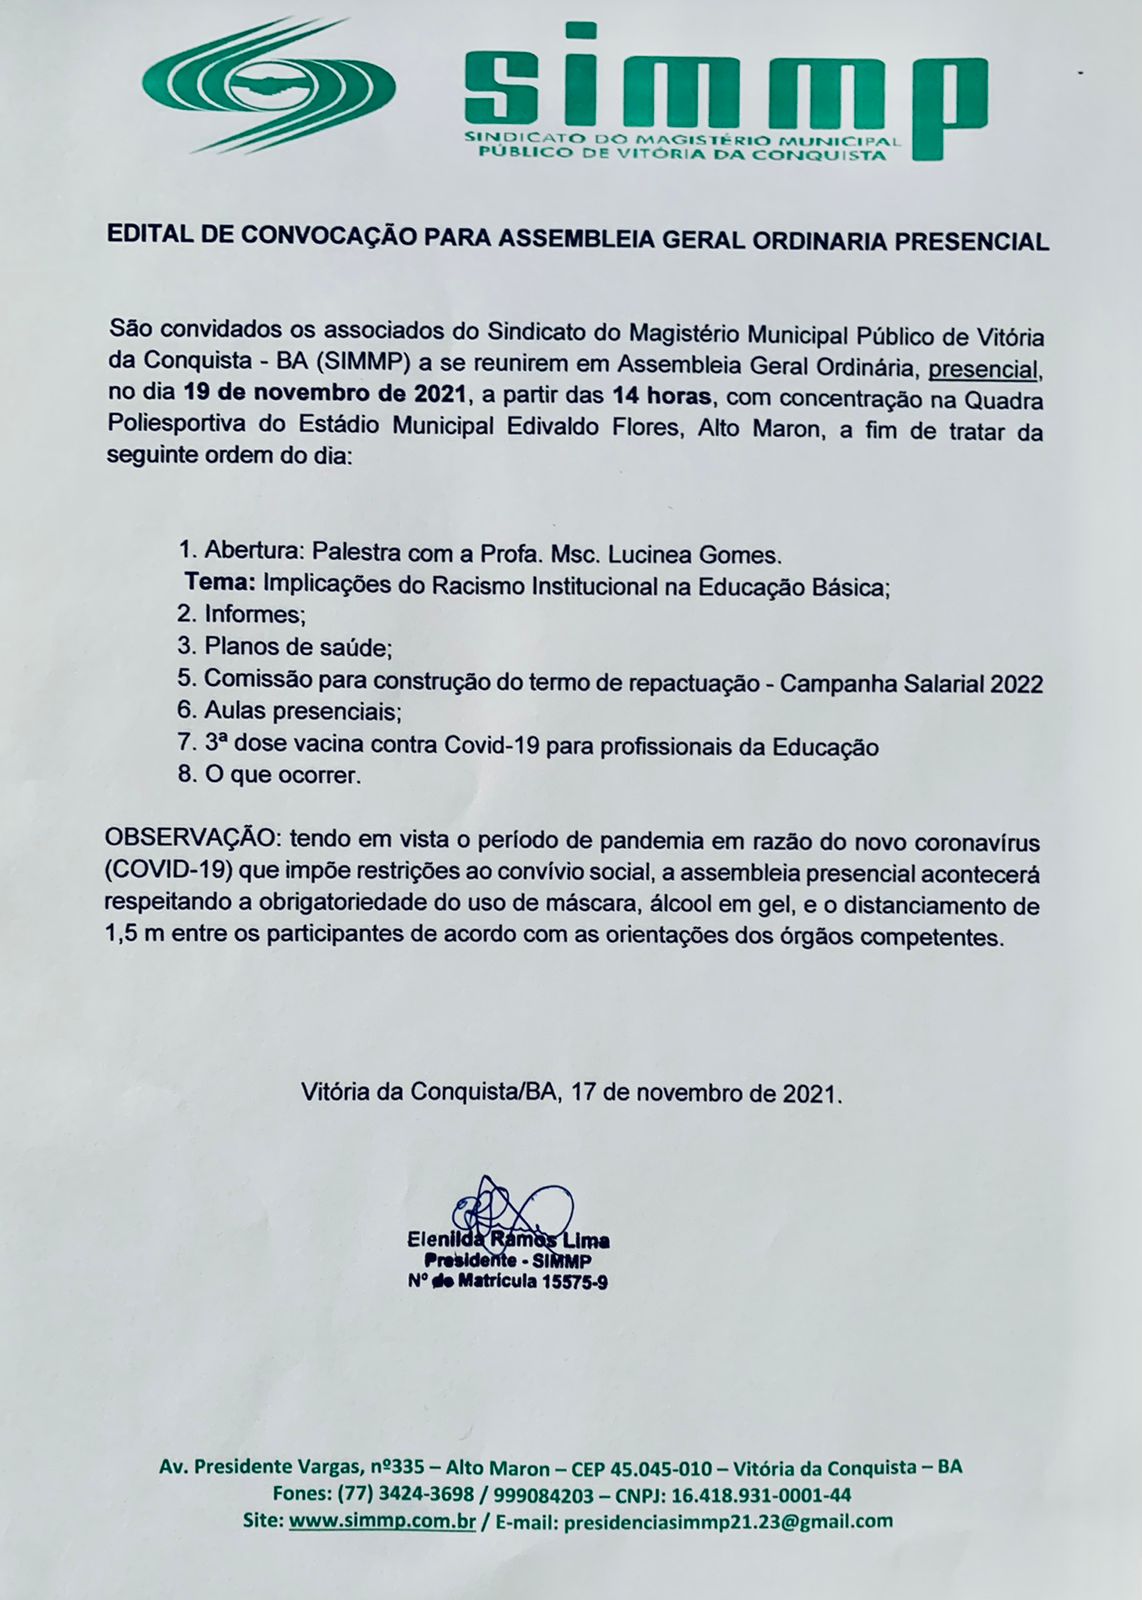 simmp
SINDICATO DO MAGISTÉRIO MUNICIPAL
PÚBLICO DE VITÓRIA DA CONQUISTA
EDITAL DE CONVOCAÇÃO PARA ASSEMBLEIA GERAL ORDINARIA PRESENCIAL
São convidados os associados do Sindicato do Magistério Municipal Público de Vitória
da Conquista - BA (SIMMP) a se reunirem em Assembleia Geral Ordinária, presencial,
no dia 19 de novembro de 2021, a partir das 14 horas, com concentração na Quadra
Poliesportiva do Estádio Municipal Edivaldo Flores, Alto Maron, a fim de tratar da
seguinte ordem do dia:
1. Abertura: Palestra com a Profa. Msc. Lucinea Gomes.
Tema: Implicações do Racismo Institucional na Educação Básica;
2. Informes;
3. Planos de saúde;
5. Comissão para construção do termo de repactuação - Campanha Salarial 2022
6. Aulas presenciais;
7. 3ª dose vacina contra Covid-19 para profissionais da Educação
8. O que ocorrer.
OBSERVAÇÃO: tendo em vista o período de pandemia em razão do novo coronavírus
(COVID-19) que impõe restrições ao convívio social, a assembleia presencial acontecerá
respeitando a obrigatoriedade do uso de máscara, álcool em gel, e o distanciamento de
1,5 m entre os participantes de acordo com as orientações dos órgãos competentes.
Vitória da Conquista/BA, 17 de novembro de 2021.
Elenilda Ramos Lima
Presidente - SIMMP
Nº de Matrícula 15575-9
Av. Presidente Vargas, nº335 – Alto Maron – CEP 45.045-010 – Vitória da Conquista – BA
Fones: (77) 3424-3698 / 999084203 – CNPJ: 16.418.931-0001-44
Site: www.simmp.com.br / E-mail: presidenciasimmp21.23@gmail.com